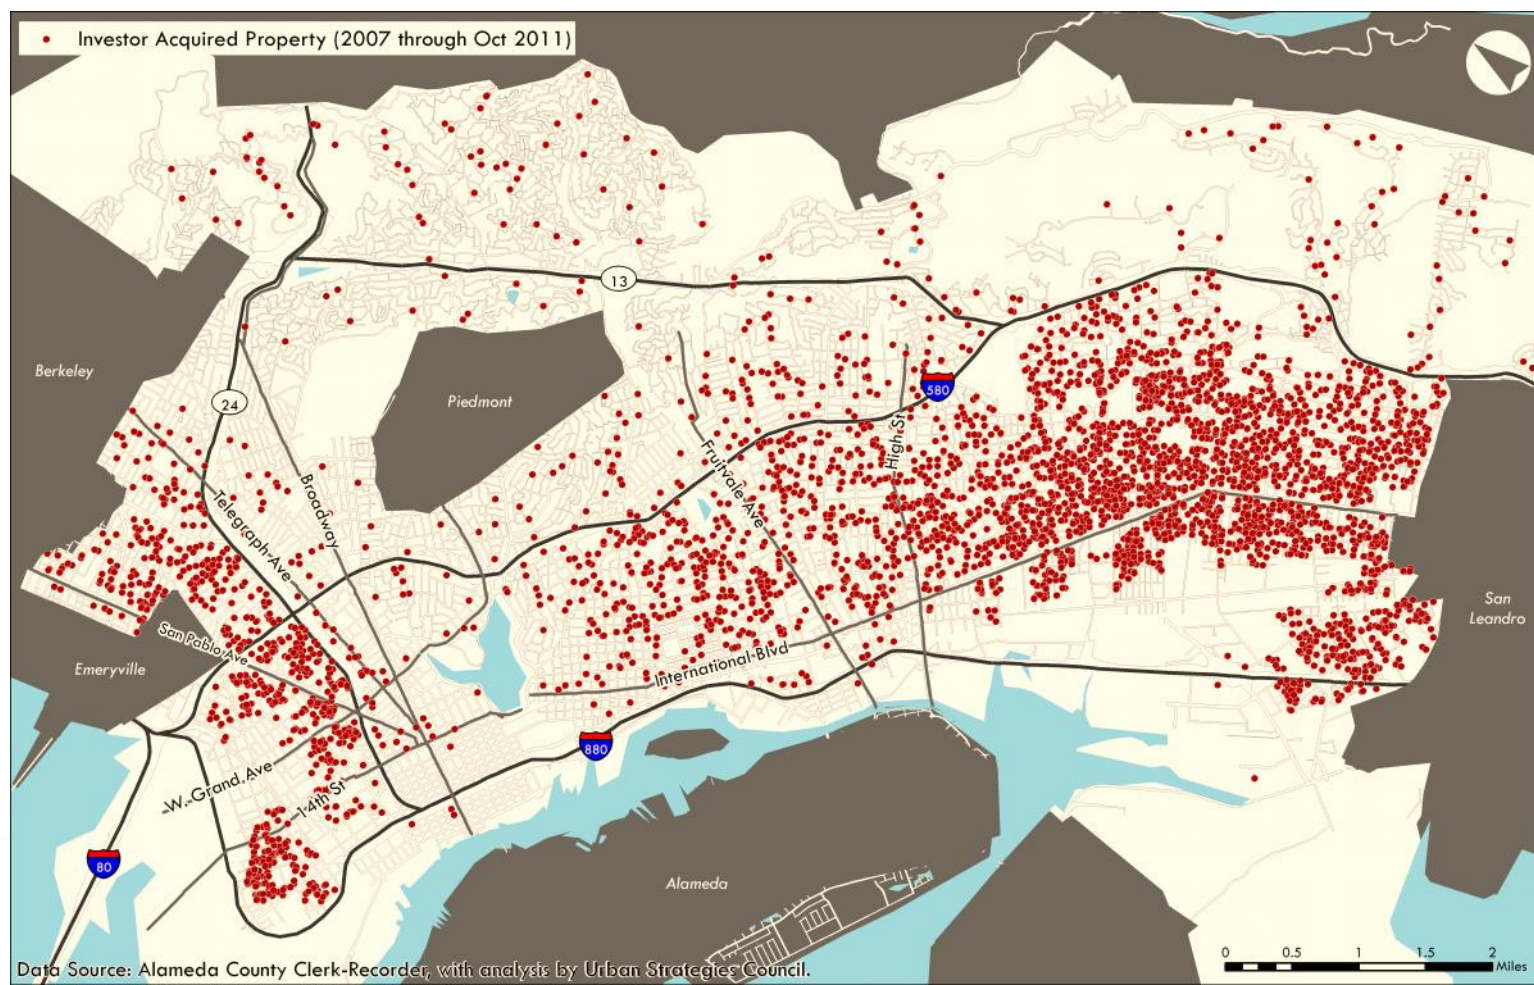 Investor Acquired Property (2007 through Oct 2011)
13
Berkeley
Piedmont
580
24
High St
Fruitvale Ave
Broadway
Telegraph Ave
San Leandro
San Pablo Ave
Emeryville
International Blvd
880
W. Grand Ave
14th St
80
Alameda
0 0.5 1 1.5 2
Miles
Data Source: Alameda County Clerk-Recorder, with analysis by Urban Strategies Council.